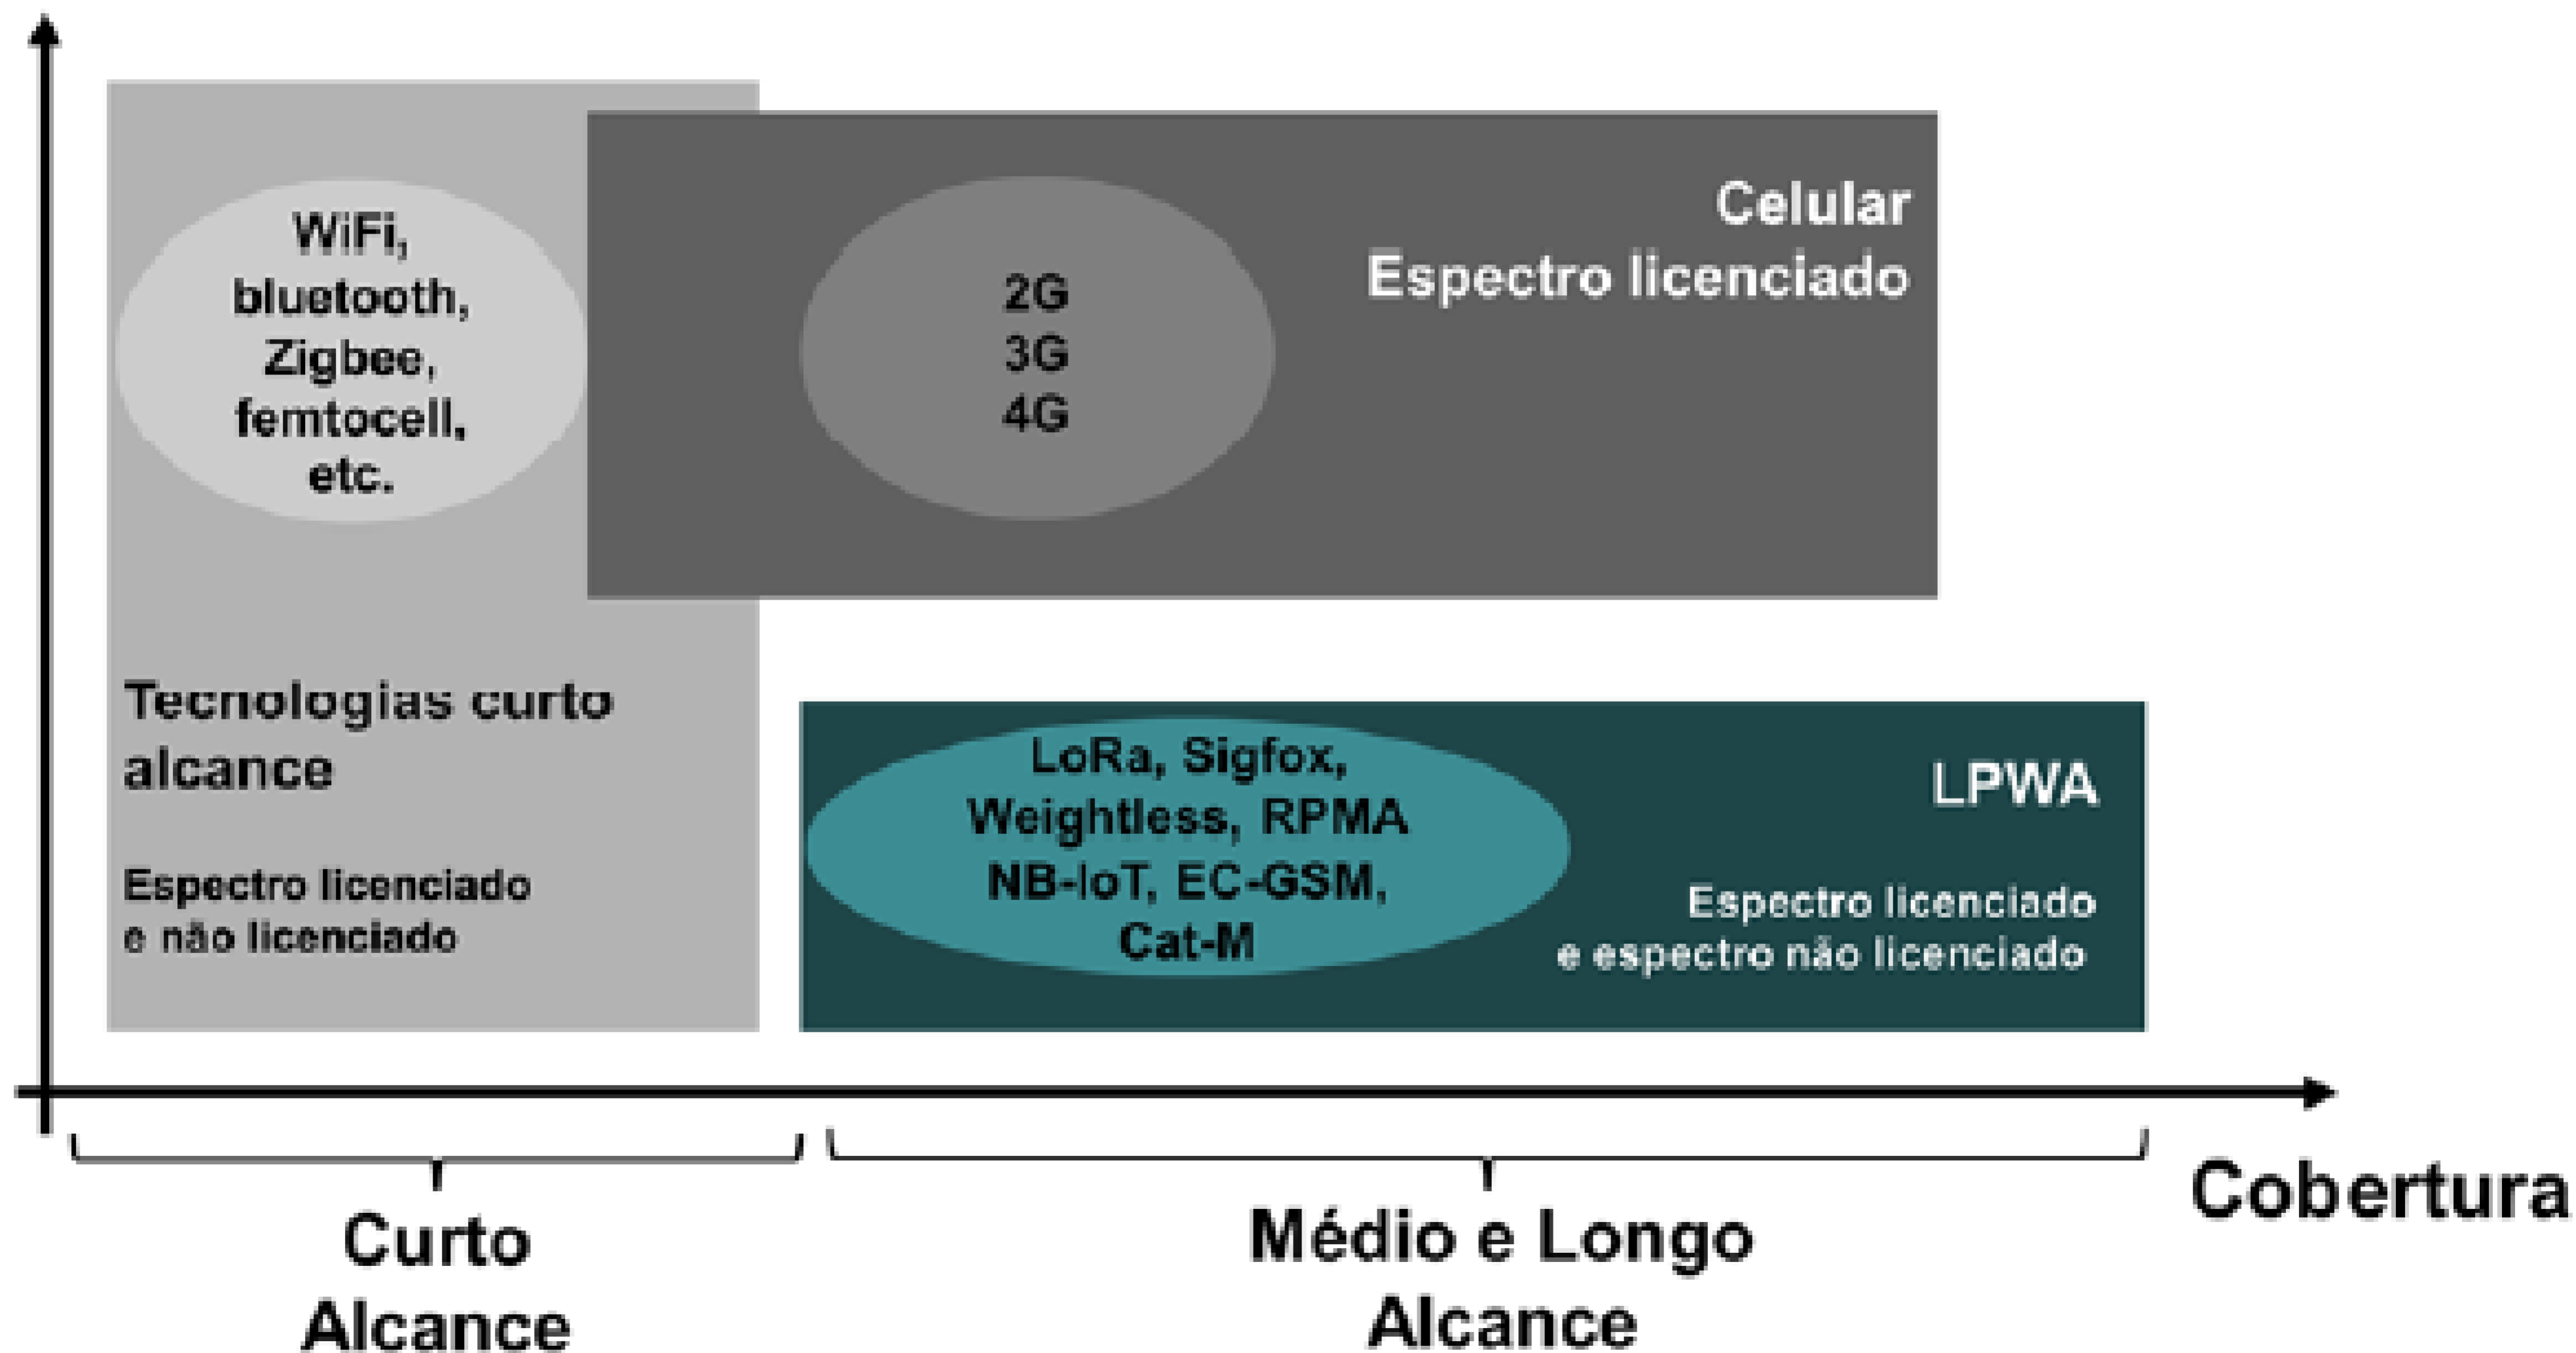 WiFi,
bluetooth,
Zigbee,
femtocell,
etc.
2G
3G
4G
Celular
Espectro licenciado
Tecnologias curto
alcance
Espectro licenciado
e não licenciado
LoRa, Sigfox,
Weightless, RPMA
NB-IoT, EC-GSM,
Cat-M
LPWA
Espectro licenciado
e espectro não licenciado
Curto
Alcance
Médio e Longo
Alcance
Cobertura